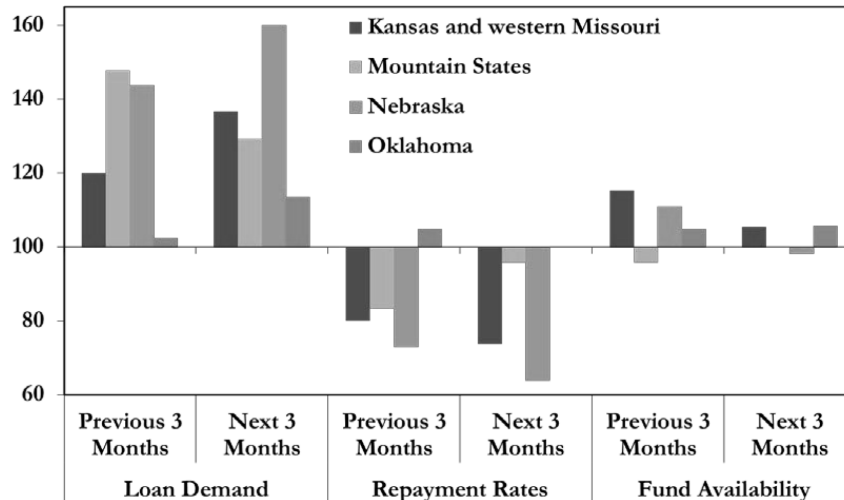 160
140
120
100
80
60
Kansas and western Missouri
Mountain States
Nebraska
Oklahoma
Previous 3
Months
Next 3
Months
Previous 3
Months
Next 3
Months
Previous 3
Months
Next 3
Months
Loan Demand
Repayment Rates
Fund Availability